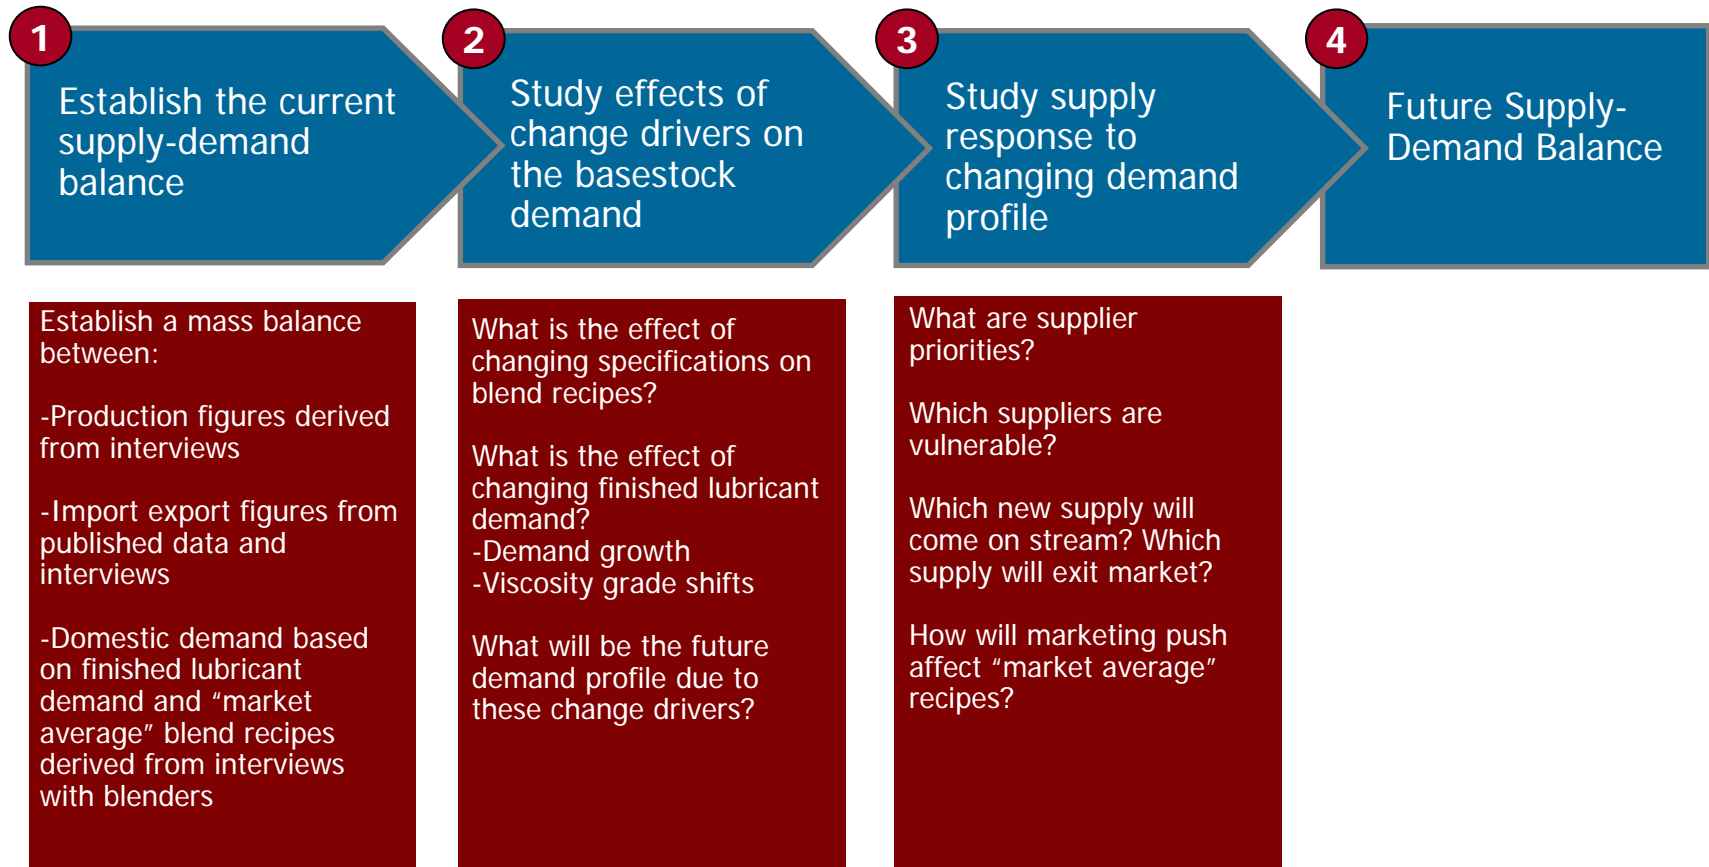 1
Establish the current
supply-demand
balance
2
Study effects of
change drivers on
the basestock
demand
3
Study supply
response to
changing demand
profile
4
Future Supply-
Demand Balance
Establish a mass balance
between:
-Production figures derived
from interviews
-Import export figures from
published data and
interviews
-Domestic demand based
on finished lubricant
demand and “market
average” blend recipes
derived from interviews
with blenders
What is the effect of
changing specifications on
blend recipes?
What is the effect of
changing finished lubricant
demand?
-Demand growth
-Viscosity grade shifts
What will be the future
demand profile due to
these change drivers?
What are supplier
priorities?
Which suppliers are
vulnerable?
Which new supply will
come on stream? Which
supply will exit market?
How will marketing push
affect “market average”
recipes?